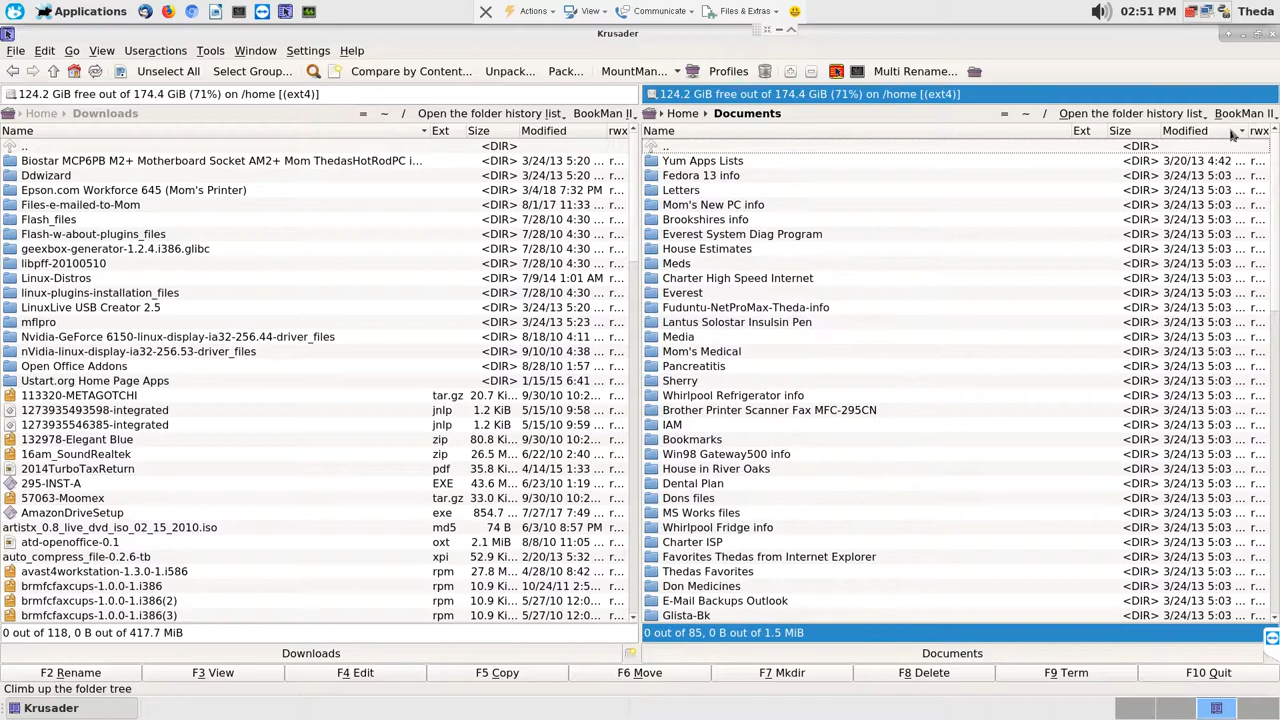 Applications Actions View Communicate Files & Extras 02:51 PM Theda
Krusader
File Edit Go View Useractions Tools Window Settings Help
Unselect All Select Group... Compare by Content... Unpack... Pack... MountMan... Profiles Multi Rename...
124.2 GiB free out of 174.4 GiB (71%) on /home [(ext4)]
124.2 GiB free out of 174.4 GiB (71%) on /home [(ext4)]
Home Downloads = ~ / Open the folder history list BookMan II
Home Documents = ~ / Open the folder history list BookMan II
Name Ext Size Modified rwx
.. <DIR>
Biostar MCP6PB M2+ Motherboard Socket AM2+ Mom ThedasHotRodPC i... <DIR> 3/24/13 5:20 ... r...
Ddwizard <DIR> 3/24/13 5:20 ... r...
Epson.com Workforce 645 (Mom's Printer) <DIR> 3/4/18 7:32 PM r...
Files-e-mailed-to-Mom <DIR> 8/1/17 11:33 ... r...
Flash_files <DIR> 7/28/10 4:30 ... r...
Flash-w-about-plugins_files <DIR> 7/28/10 4:30 ... r...
geexbox-generator-1.2.4.i386.glibc <DIR> 7/28/10 4:30 ... r...
libpff-20100510 <DIR> 7/28/10 4:30 ... r...
Linux-Distros <DIR> 7/9/14 1:01 AM r...
linux-plugins-installation_files <DIR> 7/28/10 4:30 ... r...
LinuxLive USB Creator 2.5 <DIR> 3/24/13 5:20 ... r...
mflpro <DIR> 3/24/13 5:23 ... r...
Nvidia-GeForce 6150-linux-display-ia32-256.44-driver_files <DIR> 8/18/10 4:11 ... r...
nVidia-linux-display-ia32-256.53-driver_files <DIR> 9/10/10 4:38 ... r...
Open Office Addons <DIR> 8/28/10 1:57 ... r...
Ustart.org Home Page Apps <DIR> 1/15/15 6:41 ... r...
113320-METAGOTCHI tar.gz 20.7 Ki... 9/30/10 10:2... r...
1273935493598-integrated jnlp 1.2 KiB 5/15/10 9:58 ... r...
1273935546385-integrated jnlp 1.2 KiB 5/15/10 9:59 ... r...
132978-Elegant Blue zip 80.8 Ki... 9/30/10 10:2... r...
16am_SoundRealtek zip 26.5 M... 6/22/10 2:40 ... r...
2014TurboTaxReturn pdf 35.8 Ki... 4/14/15 1:33 ... r...
295-INST-A EXE 43.6 M... 6/23/10 1:19 ... r...
57063-Moomex tar.gz 33.0 Ki... 9/30/10 10:2... r...
AmazonDriveSetup exe 854.7 ... 7/27/17 7:49 ... r...
artistx_0.8_live_dvd_iso_02_15_2010.iso md5 74 B 6/3/10 8:57 PM r...
atd-openoffice-0.1 oxt 2.1 MiB 8/8/10 11:05 ... r...
auto_compress_file-0.2.6-tb xpi 52.9 Ki... 2/20/13 5:32 ... r...
avast4workstation-1.3.0-1.i586 rpm 27.8 M... 4/28/10 8:42 ... r...
brmfcfaxcups-1.0.0-1.i386 rpm 10.9 Ki... 10/24/11 2:5... r...
brmfcfaxcups-1.0.0-1.i386(2) rpm 10.9 Ki... 5/27/10 12:0... r...
brmfcfaxcups-1.0.0-1.i386(3) rpm 10.9 Ki... 5/27/10 12:0... r...
0 out of 118, 0 B out of 417.7 MiB
Downloads
Name Ext Size Modified rwx
.. <DIR>
Yum Apps Lists <DIR> 3/20/13 4:42 ... r...
Fedora 13 info <DIR> 3/24/13 5:03 ... r...
Letters <DIR> 3/24/13 5:03 ... r...
Mom's New PC info <DIR> 3/24/13 5:03 ... r...
Brookshires info <DIR> 3/24/13 5:03 ... r...
Everest System Diag Program <DIR> 3/24/13 5:03 ... r...
House Estimates <DIR> 3/24/13 5:03 ... r...
Meds <DIR> 3/24/13 5:03 ... r...
Charter High Speed Internet <DIR> 3/24/13 5:03 ... r...
Everest <DIR> 3/24/13 5:03 ... r...
Fuduntu-NetProMax-Theda-info <DIR> 3/24/13 5:03 ... r...
Lantus Solostar Insulsin Pen <DIR> 3/24/13 5:03 ... r...
Media <DIR> 3/24/13 5:03 ... r...
Mom's Medical <DIR> 3/24/13 5:03 ... r...
Pancreatitis <DIR> 3/24/13 5:03 ... r...
Sherry <DIR> 3/24/13 5:03 ... r...
Whirlpool Refrigerator info <DIR> 3/24/13 5:03 ... r...
Brother Printer Scanner Fax MFC-295CN <DIR> 3/24/13 5:03 ... r...
IAM <DIR> 3/24/13 5:03 ... r...
Bookmarks <DIR> 3/24/13 5:03 ... r...
Win98 Gateway500 info <DIR> 3/24/13 5:03 ... r...
House in River Oaks <DIR> 3/24/13 5:03 ... r...
Dental Plan <DIR> 3/24/13 5:03 ... r...
Dons files <DIR> 3/24/13 5:03 ... r...
MS Works files <DIR> 3/24/13 5:03 ... r...
Whirlpool Fridge info <DIR> 3/24/13 5:03 ... r...
Charter ISP <DIR> 3/24/13 5:03 ... r...
Favorites Thedas from Internet Explorer <DIR> 3/24/13 5:03 ... r...
Thedas Favorites <DIR> 3/24/13 5:03 ... r...
Don Medicines <DIR> 3/24/13 5:03 ... r...
E-Mail Backups Outlook <DIR> 3/24/13 5:03 ... r...
Glista-Bk <DIR> 3/24/13 5:03 ... r...
0 out of 85, 0 B out of 1.5 MiB
Documents
F2 Rename F3 View F4 Edit F5 Copy F6 Move F7 Mkdir F8 Delete F9 Term F10 Quit
Climb up the folder tree
Krusader